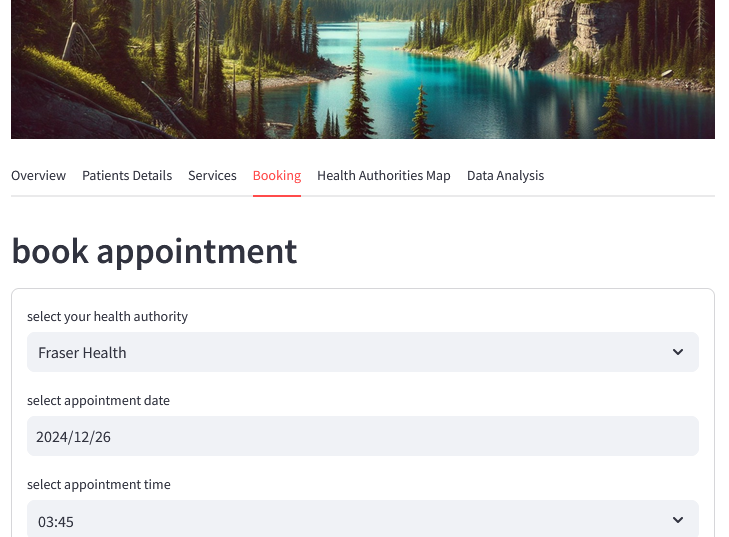 Overview Patients Details Services Booking Health Authorities Map Data Analysis
book appointment
select your health authority
Fraser Health
select appointment date
2024/12/26
select appointment time
03:45